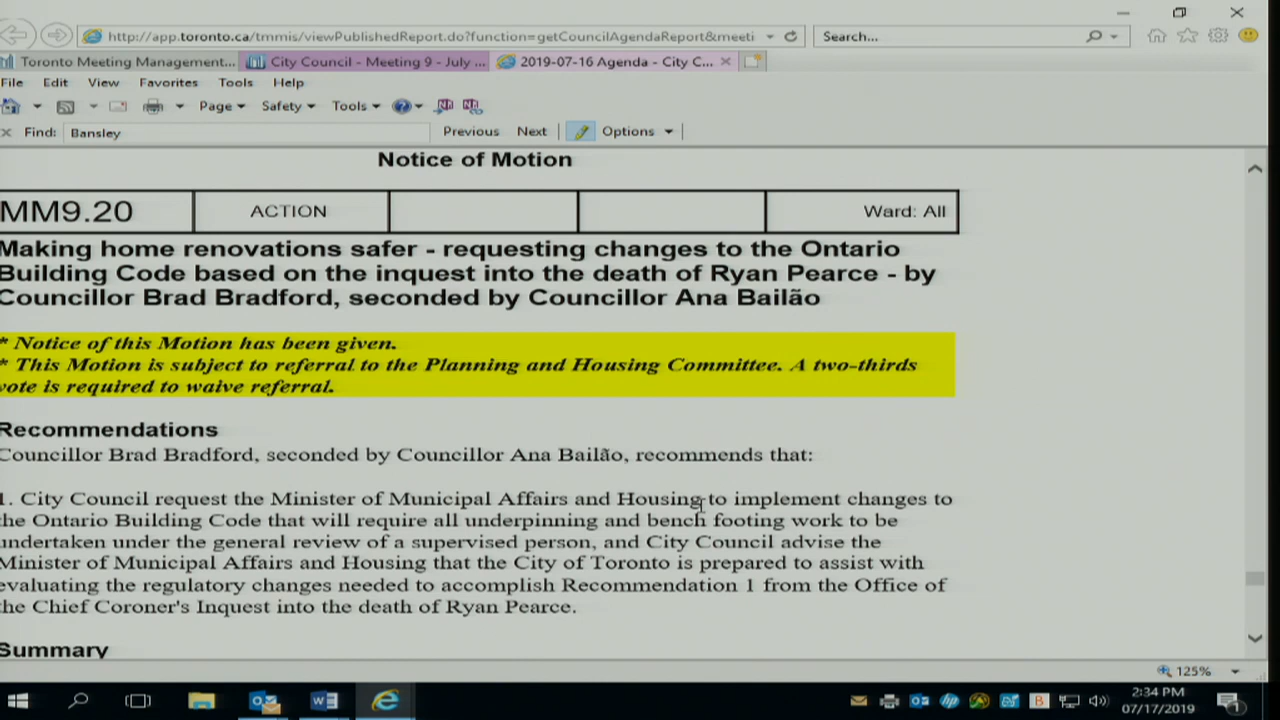 http://app.toronto.ca/tmmis/viewPublishedReport.do?function=getCouncilAgendaReport&meeti
Search...
Toronto Meeting Management...
City Council - Meeting 9 - July ...
2019-07-16 Agenda - City C...
File Edit View Favorites Tools Help
Page Safety Tools
Find: Bansley Previous Next Options
Notice of Motion
MM9.20 ACTION Ward: All
Making home renovations safer - requesting changes to the Ontario
Building Code based on the inquest into the death of Ryan Pearce - by
Councillor Brad Bradford, seconded by Councillor Ana Bailão
* Notice of this Motion has been given.
* This Motion is subject to referral to the Planning and Housing Committee. A two-thirds
vote is required to waive referral.
Recommendations
Councillor Brad Bradford, seconded by Councillor Ana Bailão, recommends that:
1. City Council request the Minister of Municipal Affairs and Housing to implement changes to
the Ontario Building Code that will require all underpinning and bench footing work to be
undertaken under the general review of a supervised person, and City Council advise the
Minister of Municipal Affairs and Housing that the City of Toronto is prepared to assist with
evaluating the regulatory changes needed to accomplish Recommendation 1 from the Office of
the Chief Coroner's Inquest into the death of Ryan Pearce.
Summary
125%
2:34 PM
07/17/2019